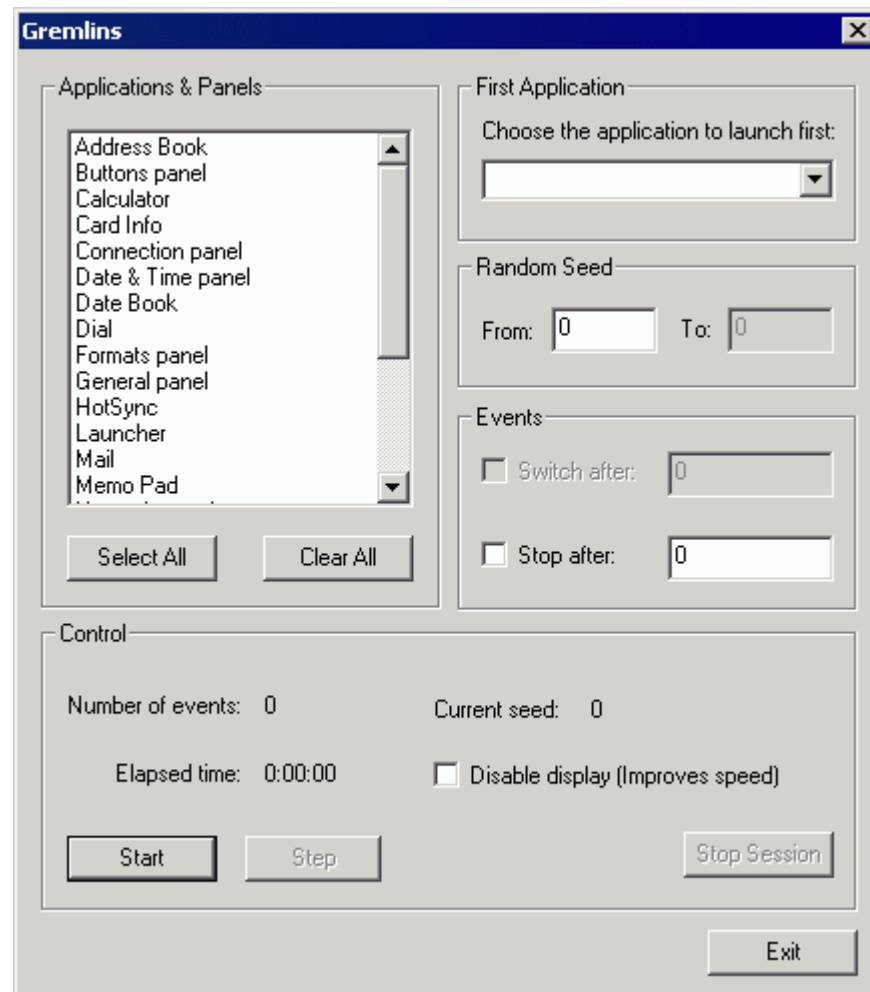 Gremlins
Applications & Panels
Address Book
Buttons panel
Calculator
Card Info
Connection panel
Date & Time panel
Date Book
Dial
Formats panel
General panel
HotSync
Launcher
Mail
Memo Pad
Select All
Clear All
First Application
Choose the application to launch first:
Random Seed
From: 0 To: 0
Events
Switch after: 0
Stop after: 0
Control
Number of events: 0 Current seed: 0
Elapsed time: 0:00:00 Disable display (Improves speed)
Start Step Stop Session
Exit